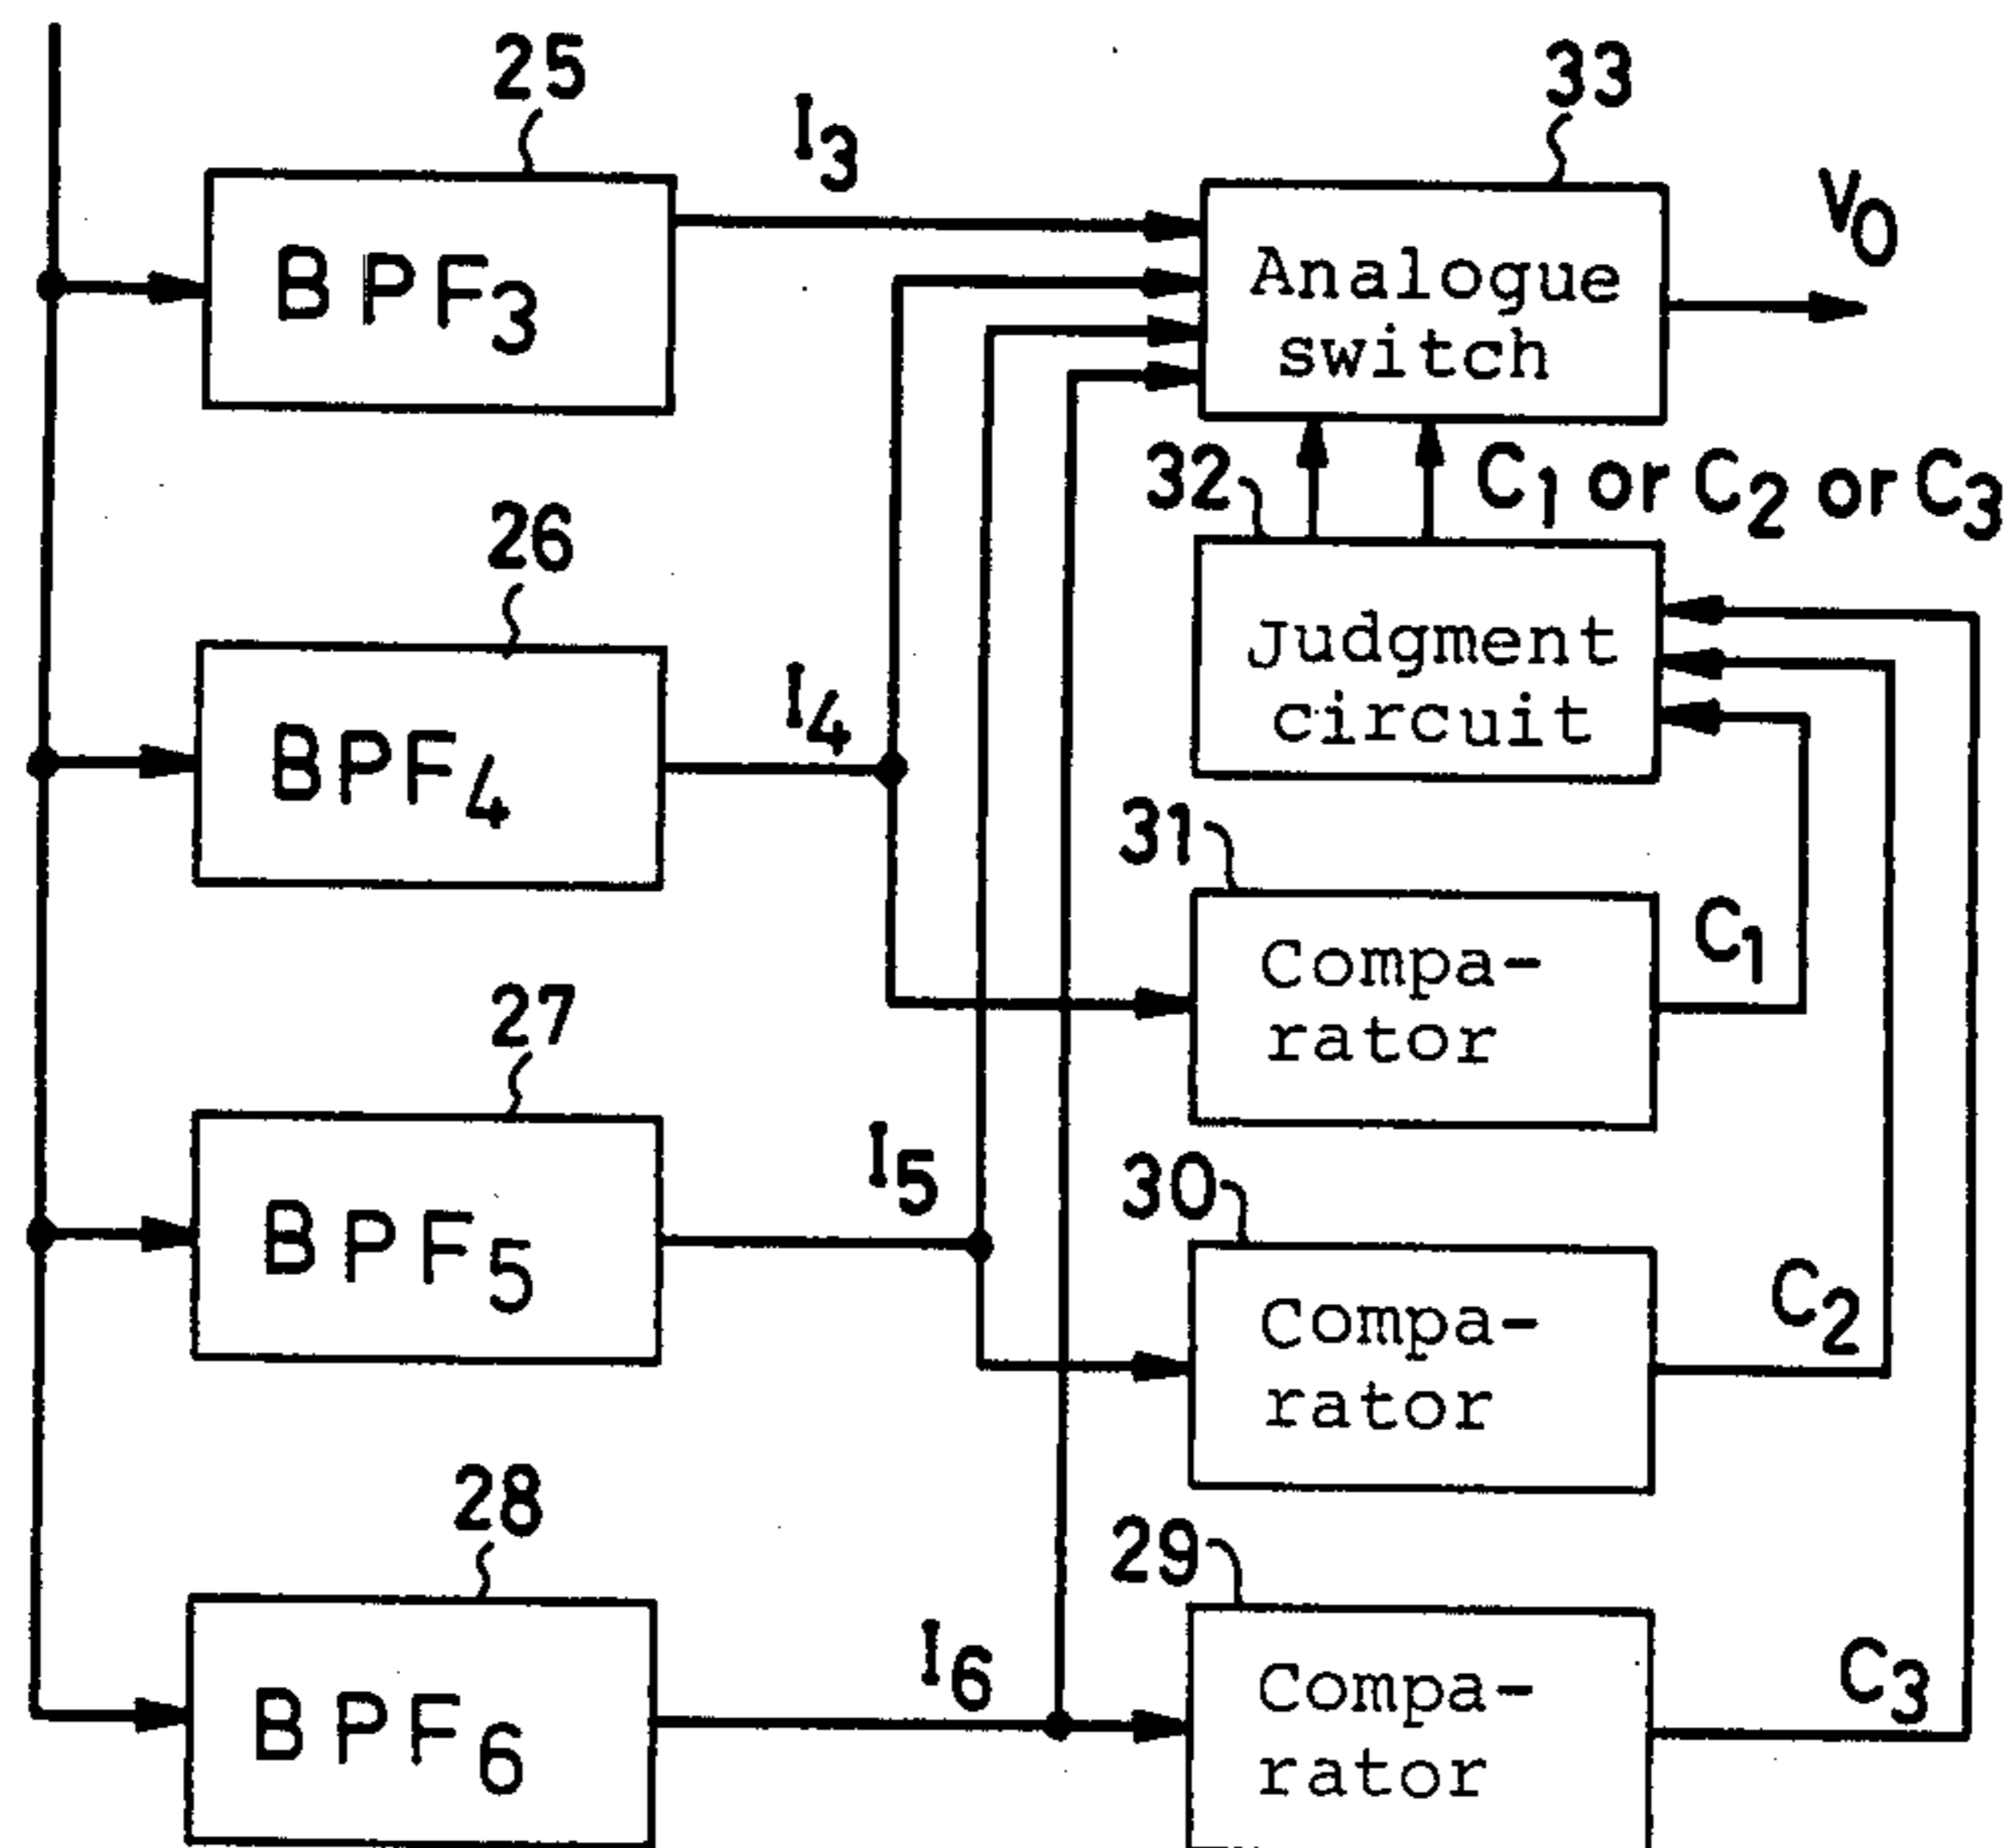 25
I3
33
V0
BPF3
Analogue
switch
32
C1 or C2 or C3
26
I4
BPF4
Judgment
circuit
31
C1
Compa-
rator
27
I5
BPF5
30
C2
Compa-
rator
28
I6
BPF6
29
C3
Compa-
rator